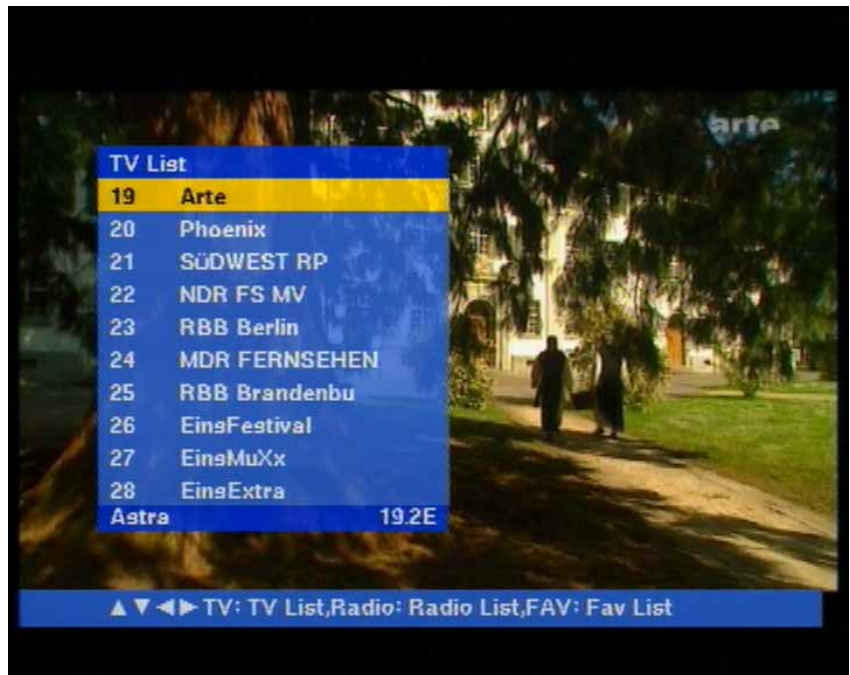 arte
TV List
19 Arte
20 Phoenix
21 SüDWEST RP
22 NDR FS MV
23 RBB Berlin
24 MDR FERNSEHEN
25 RBB Brandenbu
26 EinsFestival
27 EinsMuXx
28 EinsExtra
Astra 19.2E
▲▼◄► TV: TV List,Radio: Radio List,FAV: Fav List